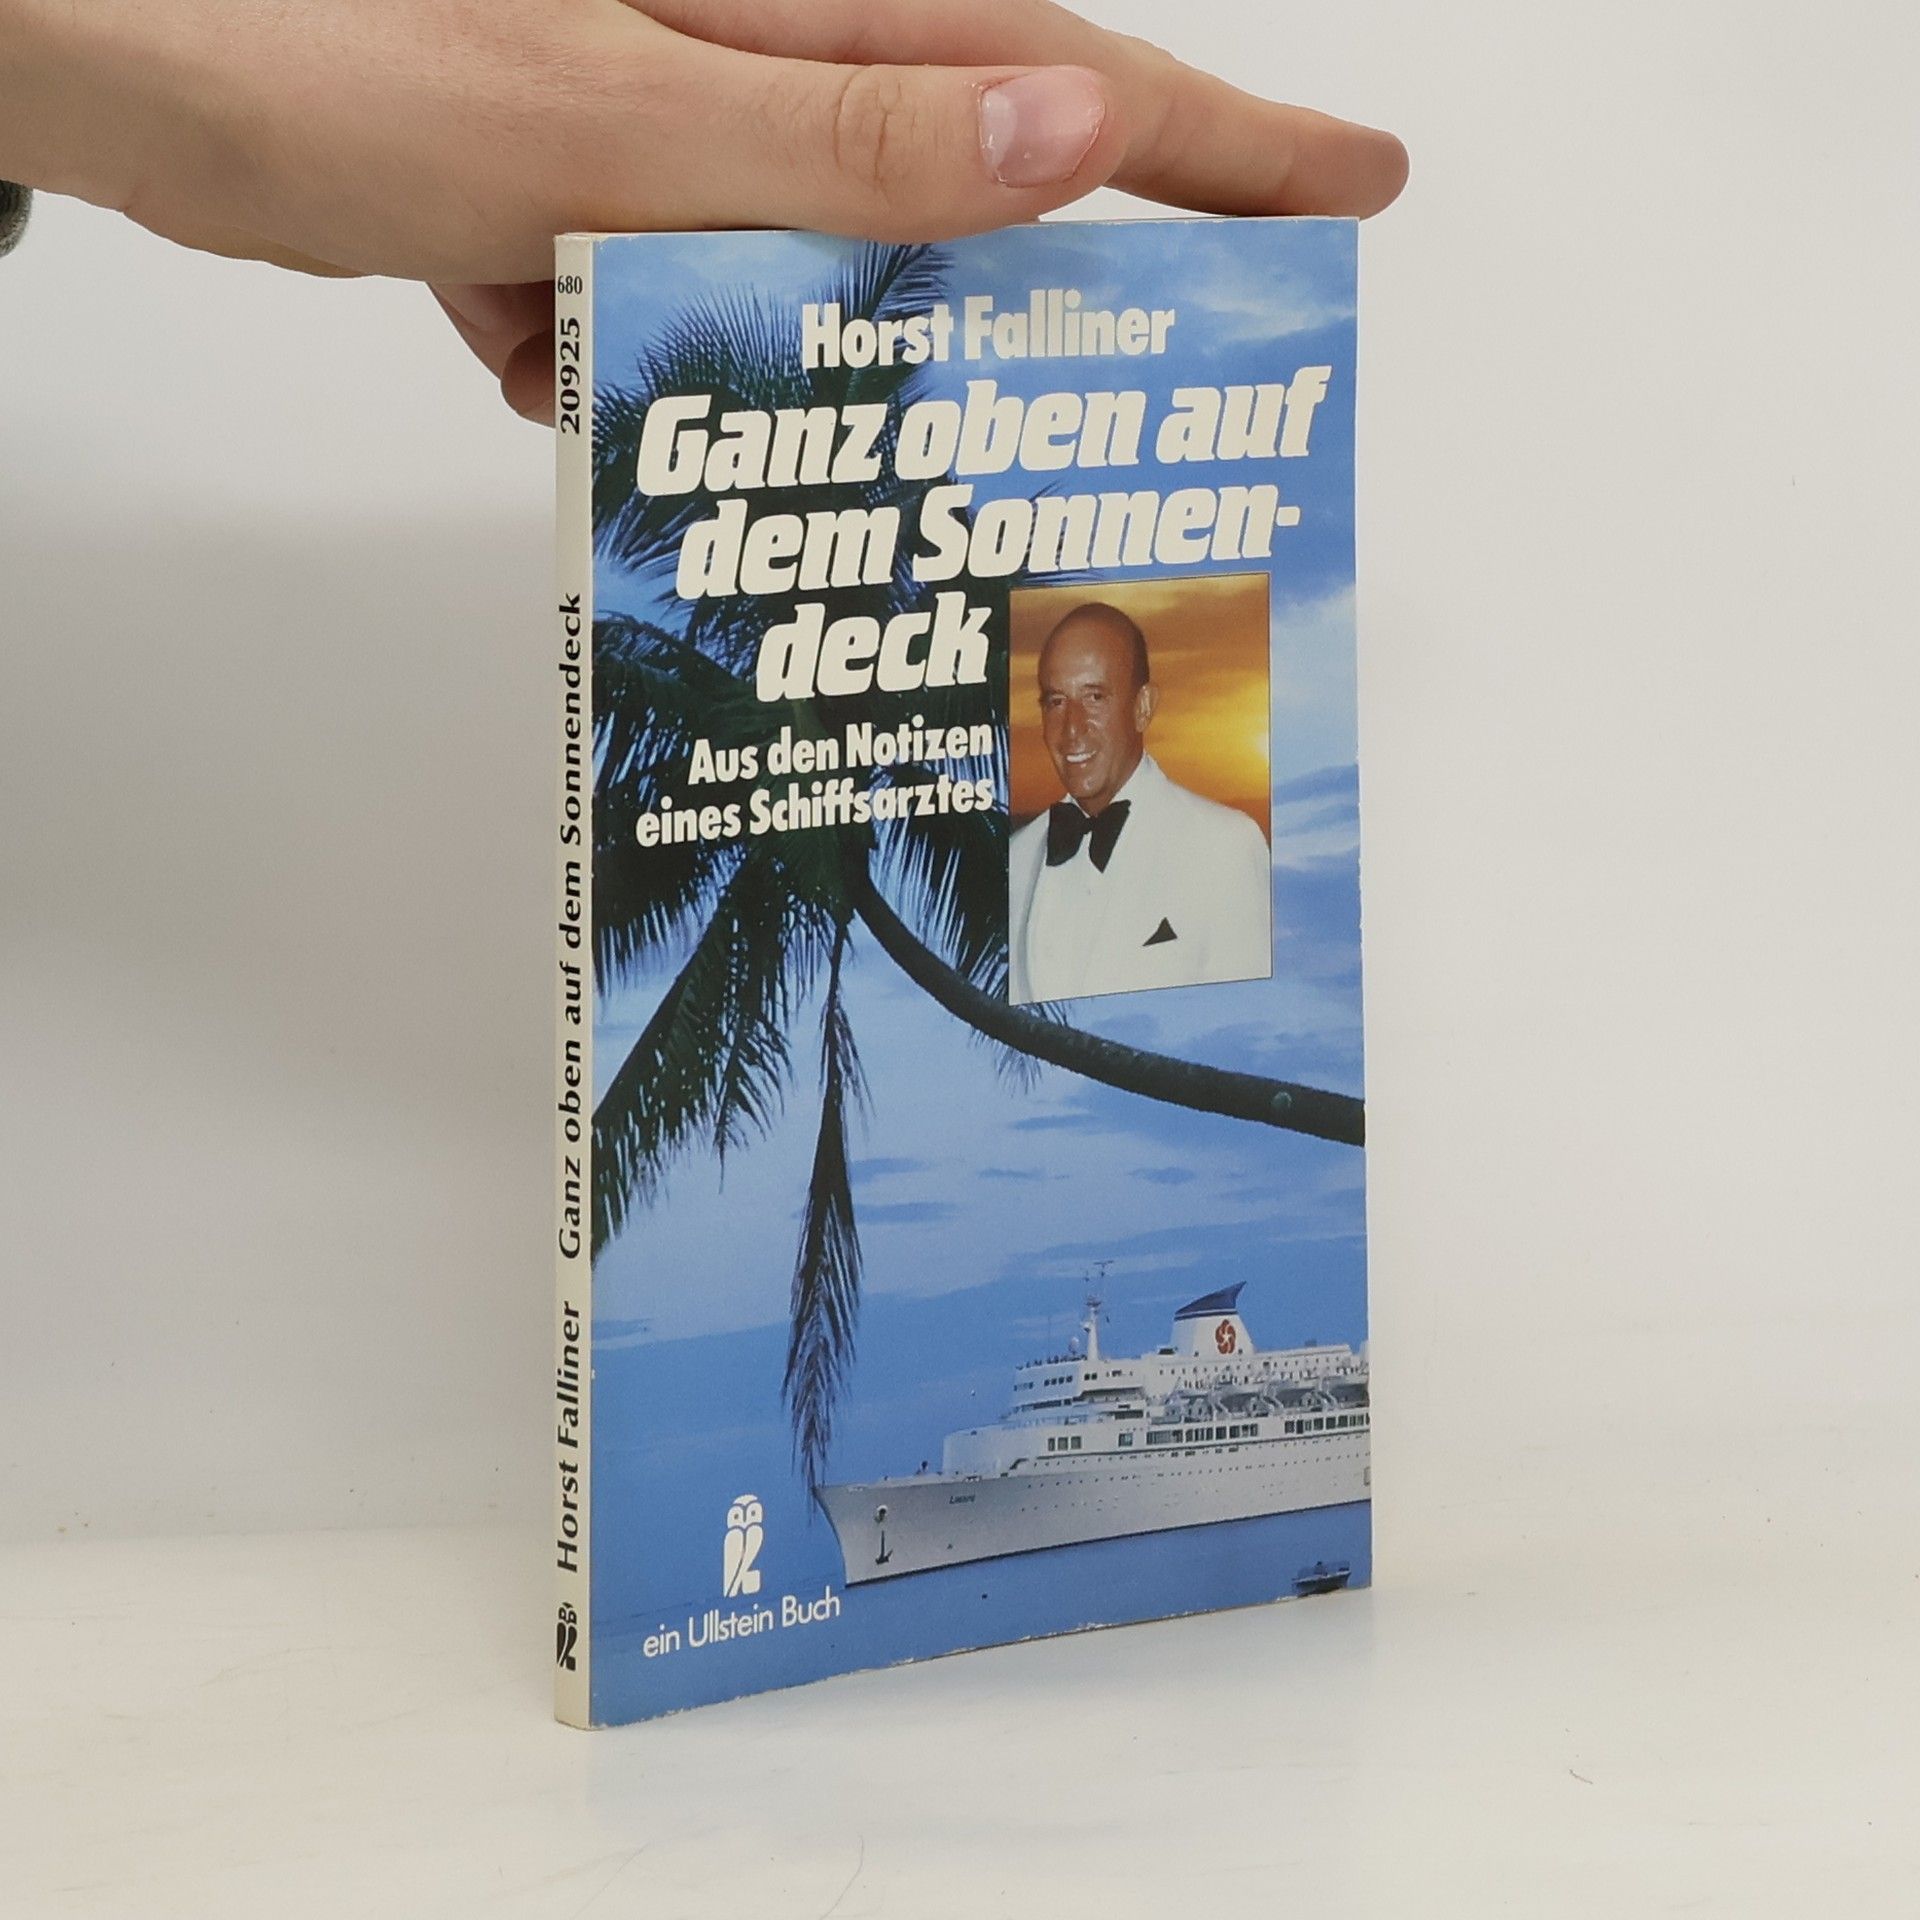 Horst Falliner
Ganz oben auf
dem Sonnen-
deck
Aus den Notizen
eines Schiffsarztes
ein Ullstein Buch
Horst Falliner Ganz oben auf dem Sonnendeck 20925
680